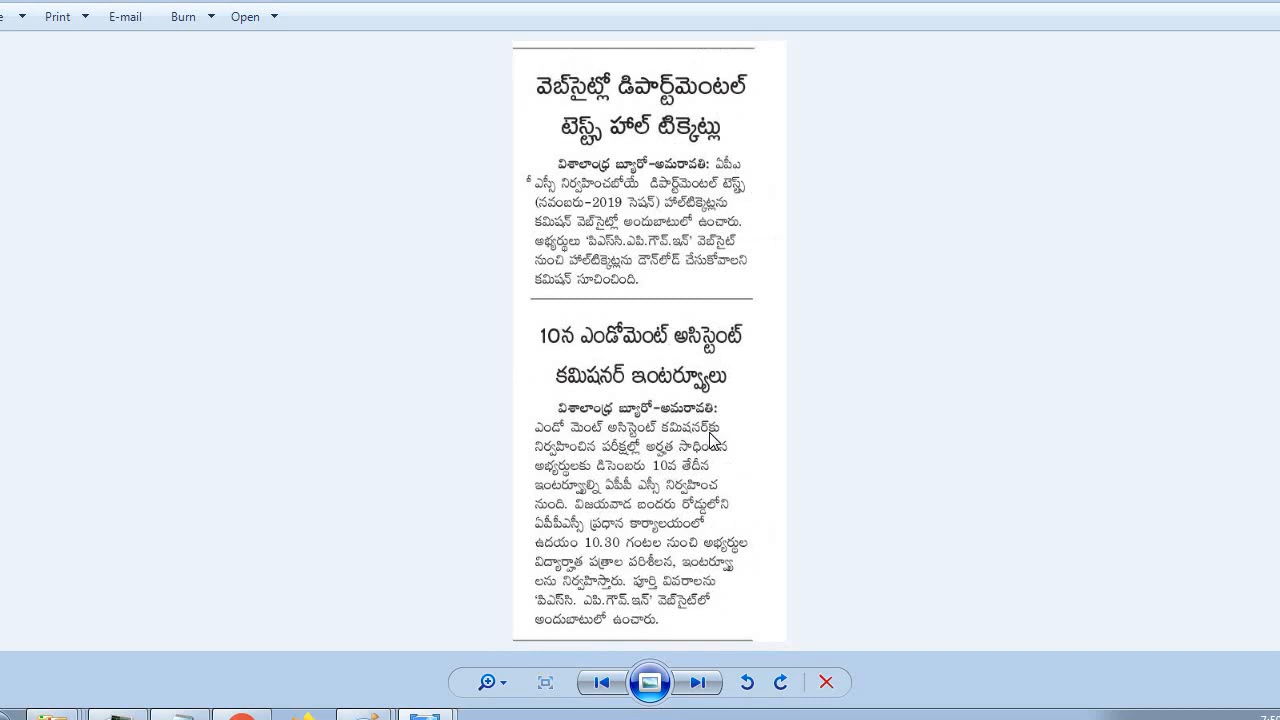 Print
E-mail
Burn
Open
వెబ్‌సైట్లో డిపార్ట్‌మెంటల్
టెస్ట్స్ హాల్ టిక్కెట్లు
విశాలాంధ్ర బ్యూరో-అమరావతి: ఏపీఎ
ఎస్సీ నిర్వహించబోయే డిపార్ట్‌మెంటల్ టెస్ట్స్
(నవంబరు-2019 సెషన్) హాల్‌టిక్కెట్లను
కమిషన్ వెబ్‌సైట్లో అందుబాటులో ఉంచారు.
అభ్యర్థులు 'పిఎస్‌సి.ఎపి.గౌవ్.ఇన్' వెబ్‌సైట్
నుంచి హాల్‌టిక్కెట్లను డౌన్‌లోడ్ చేసుకోవాలని
కమిషన్ సూచించింది.
10న ఎండోమెంట్ అసిస్టెంట్
కమిషనర్ ఇంటర్వ్యూలు
విశాలాంధ్ర బ్యూరో-అమరావతి:
ఎండో మెంట్ అసిస్టెంట్ కమిషనర్‌కు
నిర్వహించిన పరీక్షల్లో అర్హత సాధించిన
అభ్యర్థులకు డిసెంబరు 10వ తేదీన
ఇంటర్వ్యూల్ని ఏపీపీ ఎస్సీ నిర్వహించ
నుంది. విజయవాడ బందరు రోడ్డులోని
ఏపీపీఎస్సీ ప్రధాన కార్యాలయంలో
ఉదయం 10.30 గంటల నుంచి అభ్యర్థుల
విద్యార్హాత పత్రాల పరిశీలన, ఇంటర్వ్యూ
లను నిర్వహిస్తారు. పూర్తి వివరాలను
'పిఎస్‌సి. ఎపి.గౌవ్.ఇన్' వెబ్‌సైట్‌లో
అందుబాటులో ఉంచారు.